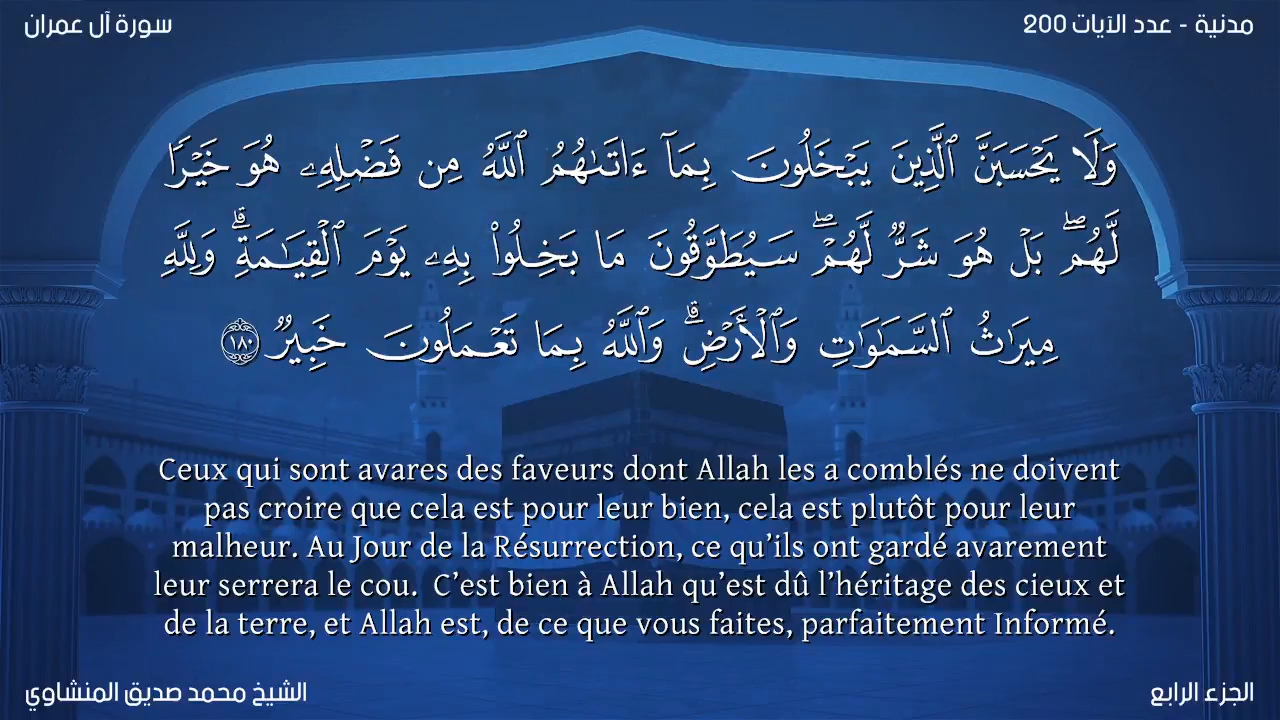 مدنية - عدد الآيات 200
سورة آل عمران
وَلَا يَحۡسَبَنَّ ٱلَّذِينَ يَبۡخَلُونَ بِمَآ ءَاتَىٰهُمُ ٱللَّهُ مِن فَضۡلِهِۦ هُوَ خَيۡرٗا
لَّهُمۖ بَلۡ هُوَ شَرّٞ لَّهُمۡۖ سَيُطَوَّقُونَ مَا بَخِلُواْ بِهِۦ يَوۡمَ ٱلۡقِيَٰمَةِۗ وَلِلَّهِ
مِيرَٰثُ ٱلسَّمَٰوَٰتِ وَٱلۡأَرۡضِۗ وَٱللَّهُ بِمَا تَعۡمَلُونَ خَبِيرٞ ١٨٠
Ceux qui sont avares des faveurs dont Allah les a comblés ne doivent
pas croire que cela est pour leur bien, cela est plutôt pour leur
malheur. Au Jour de la Résurrection, ce qu’ils ont gardé avarement
leur serrera le cou. C’est bien à Allah qu’est dû l’héritage des cieux et
de la terre, et Allah est, de ce que vous faites, parfaitement Informé.
الجزء الرابع
الشيخ محمد صديق المنشاوي